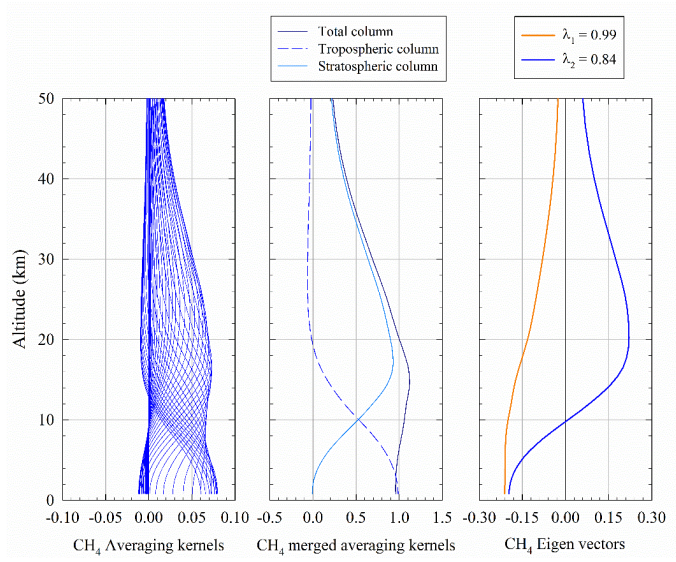 Total column
Tropospheric column
Stratospheric column
λ1 = 0.99
λ2 = 0.84
Altitude (km)
50
40
30
20
10
0
-0.10 -0.05 0.00 0.05 0.10
-0.5 0.0 0.5 1.0 1.5
-0.30 -0.15 0.00 0.15 0.30
CH4 Averaging kernels
CH4 merged averaging kernels
CH4 Eigen vectors